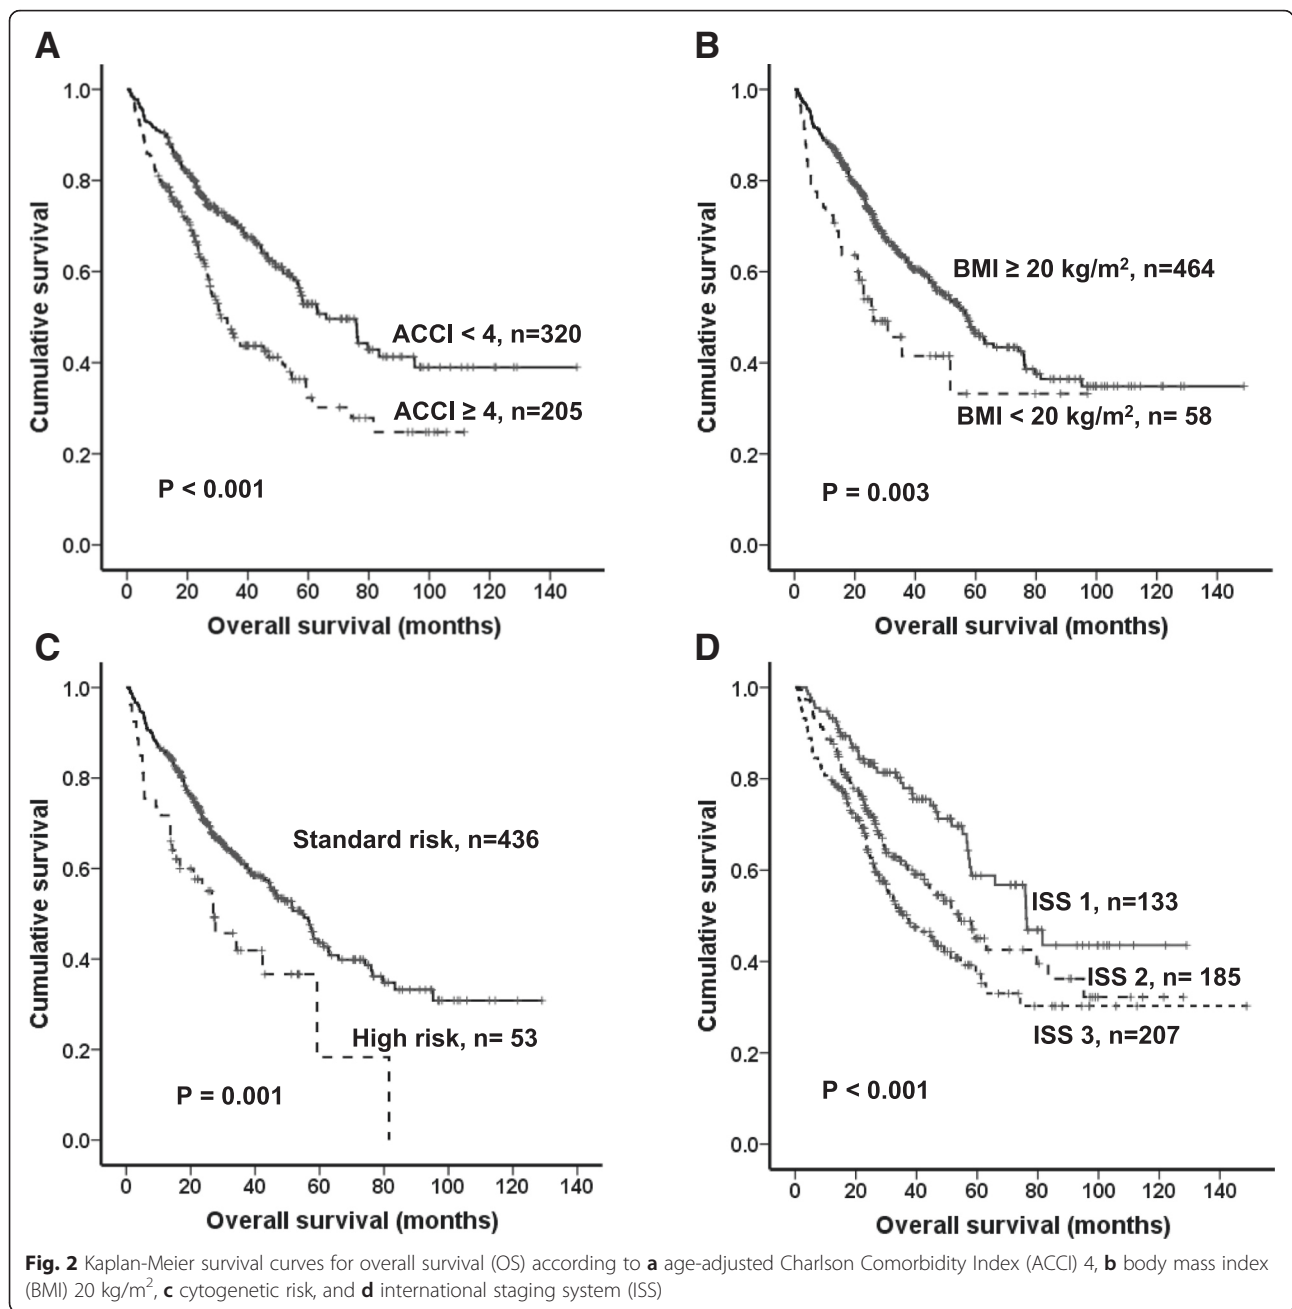 A
Cumulative survival
1.0
0.8
0.6
0.4
0.2
0.0
ACCI < 4, n=320
ACCI ≥ 4, n=205
P < 0.001
0 20 40 60 80 100 120 140
Overall survival (months)
B
Cumulative survival
1.0
0.8
0.6
0.4
0.2
0.0
BMI ≥ 20 kg/m², n=464
BMI < 20 kg/m², n= 58
P = 0.003
0 20 40 60 80 100 120 140
Overall survival (months)
C
Cumulative survival
1.0
0.8
0.6
0.4
0.2
0.0
Standard risk, n=436
High risk, n= 53
P = 0.001
0 20 40 60 80 100 120 140
Overall survival (months)
D
Cumulative survival
1.0
0.8
0.6
0.4
0.2
0.0
ISS 1, n=133
ISS 2, n= 185
ISS 3, n=207
P < 0.001
0 20 40 60 80 100 120 140
Overall survival (months)
Fig. 2 Kaplan-Meier survival curves for overall survival (OS) according to a age-adjusted Charlson Comorbidity Index (ACCI) 4, b body mass index
(BMI) 20 kg/m², c cytogenetic risk, and d international staging system (ISS)